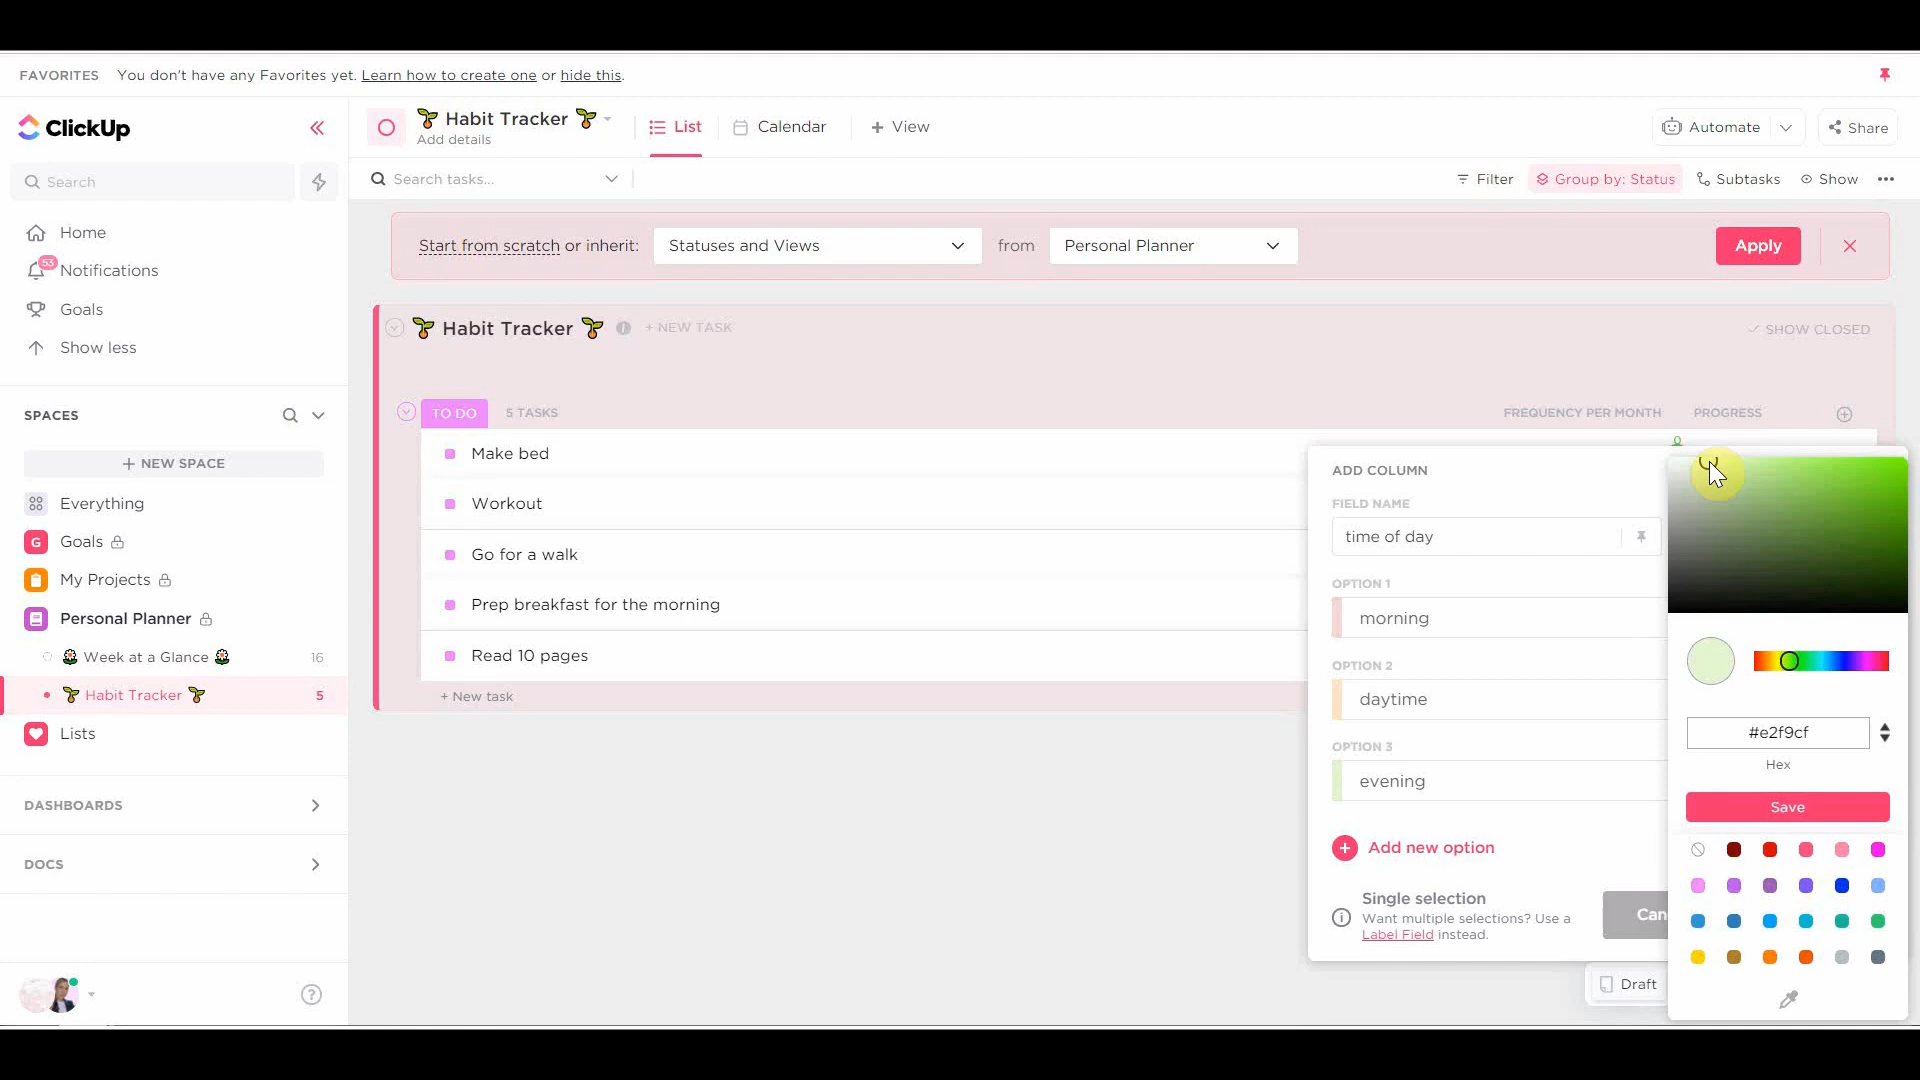 FAVORITES You don't have any Favorites yet. Learn how to create one or hide this.
ClickUp
Search
Home
53
Notifications
Goals
Show less
SPACES
NEW SPACE
Everything
G Goals
My Projects
Personal Planner
Week at a Glance 16
Habit Tracker 5
Lists
DASHBOARDS
DOCS
Habit Tracker
Add details
List
Calendar
+ View
Automate
Share
Search tasks...
Filter
Group by: Status
Subtasks
Show
Start from scratch or inherit: Statuses and Views from Personal Planner Apply
Habit Tracker + NEW TASK SHOW CLOSED
TO DO 5 TASKS FREQUENCY PER MONTH PROGRESS
Make bed
Workout
Go for a walk
Prep breakfast for the morning
Read 10 pages
+ New task
ADD COLUMN
FIELD NAME
time of day
OPTION 1
morning
OPTION 2
daytime
OPTION 3
evening
Add new option
Single selection
Want multiple selections? Use a
Label Field instead.
Can
Draft
#e2f9cf
Hex
Save